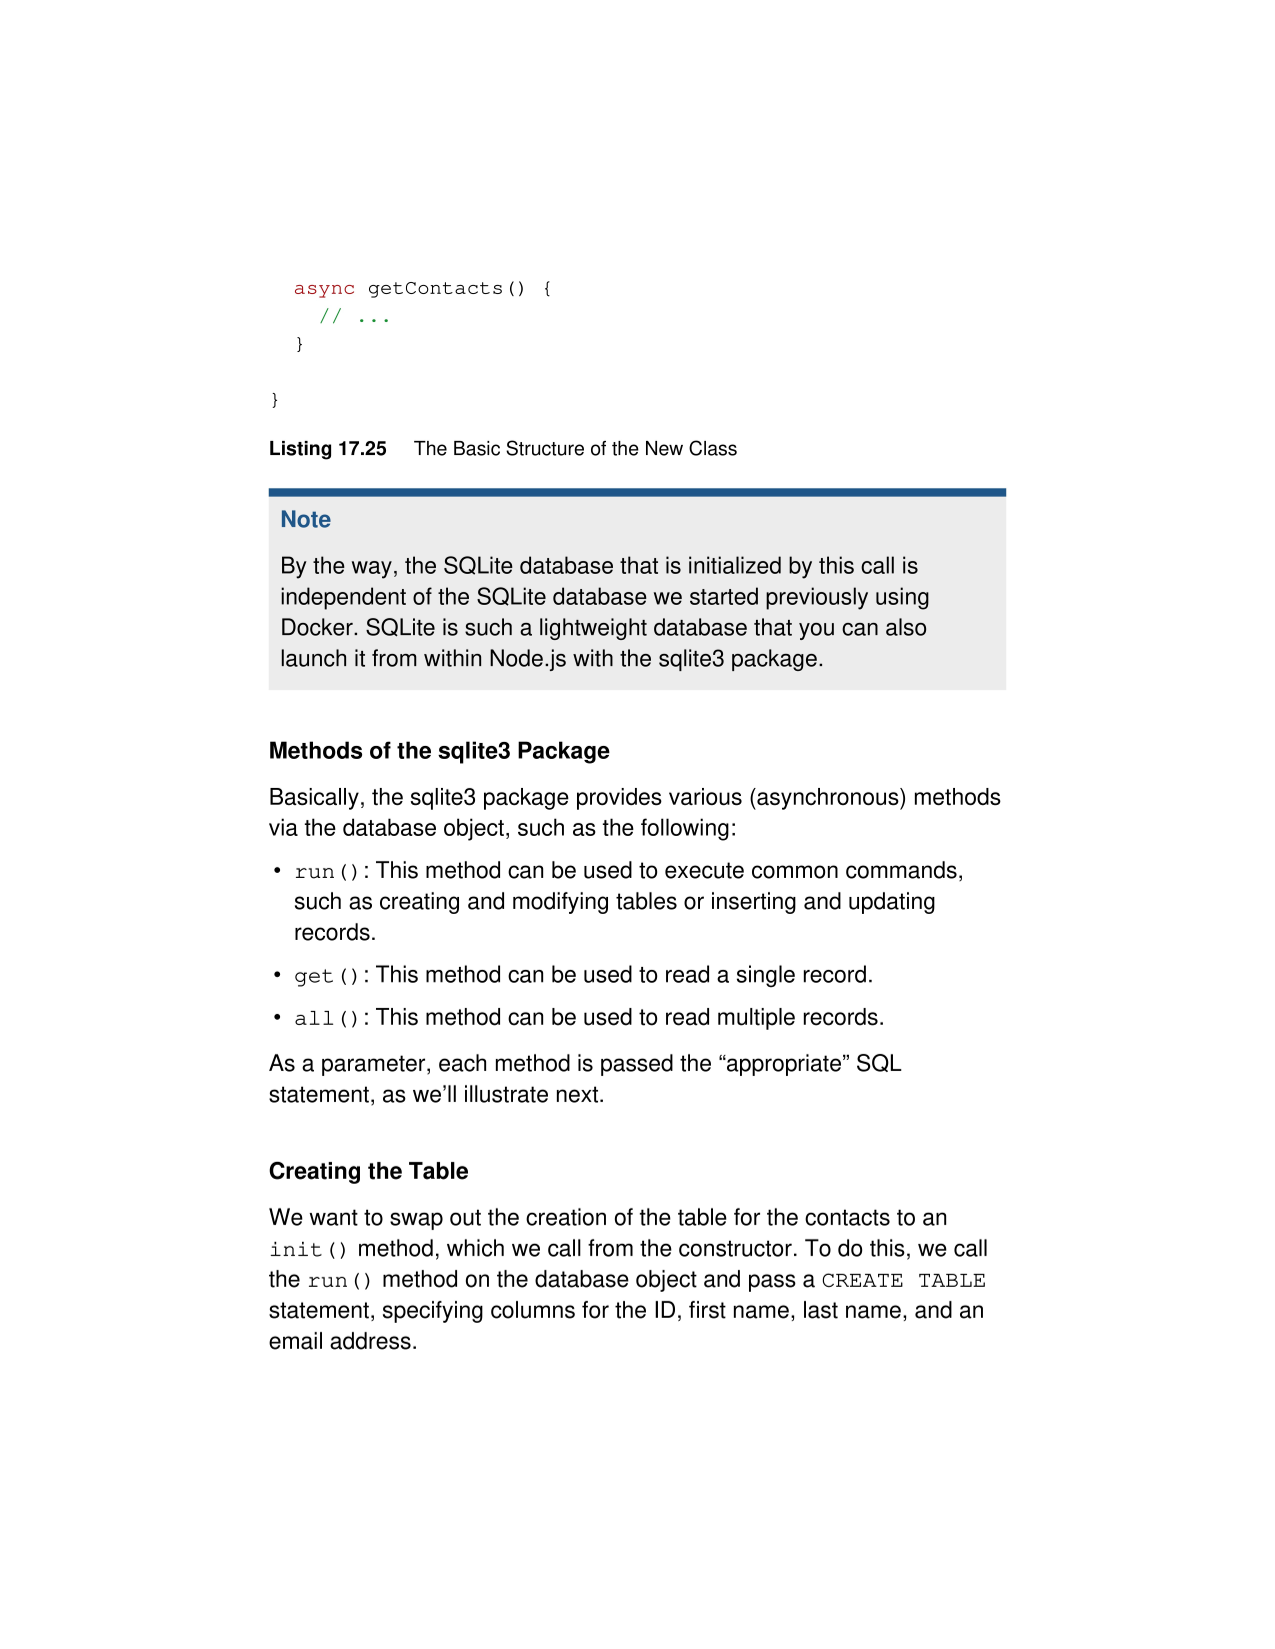 async getContacts() {
// ...
}
}
Listing 17.25 The Basic Structure of the New Class
Note
By the way, the SQLite database that is initialized by this call is
independent of the SQLite database we started previously using
Docker. SQLite is such a lightweight database that you can also
launch it from within Node.js with the sqlite3 package.
Methods of the sqlite3 Package
Basically, the sqlite3 package provides various (asynchronous) methods
via the database object, such as the following:
• run(): This method can be used to execute common commands,
such as creating and modifying tables or inserting and updating
records.
• get(): This method can be used to read a single record.
• all(): This method can be used to read multiple records.
As a parameter, each method is passed the “appropriate” SQL
statement, as we’ll illustrate next.
Creating the Table
We want to swap out the creation of the table for the contacts to an
init() method, which we call from the constructor. To do this, we call
the run() method on the database object and pass a CREATE TABLE
statement, specifying columns for the ID, first name, last name, and an
email address.